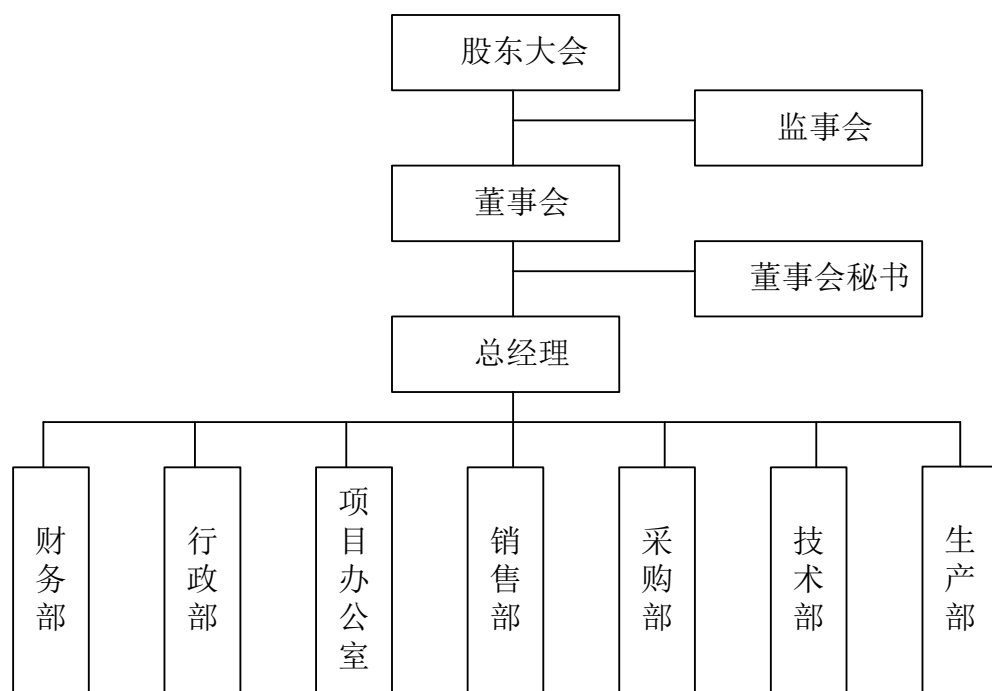 股东大会
监事会
董事会
董事会秘书
总经理
财务部
行政部
项目办公室
销售部
采购部
技术部
生产部